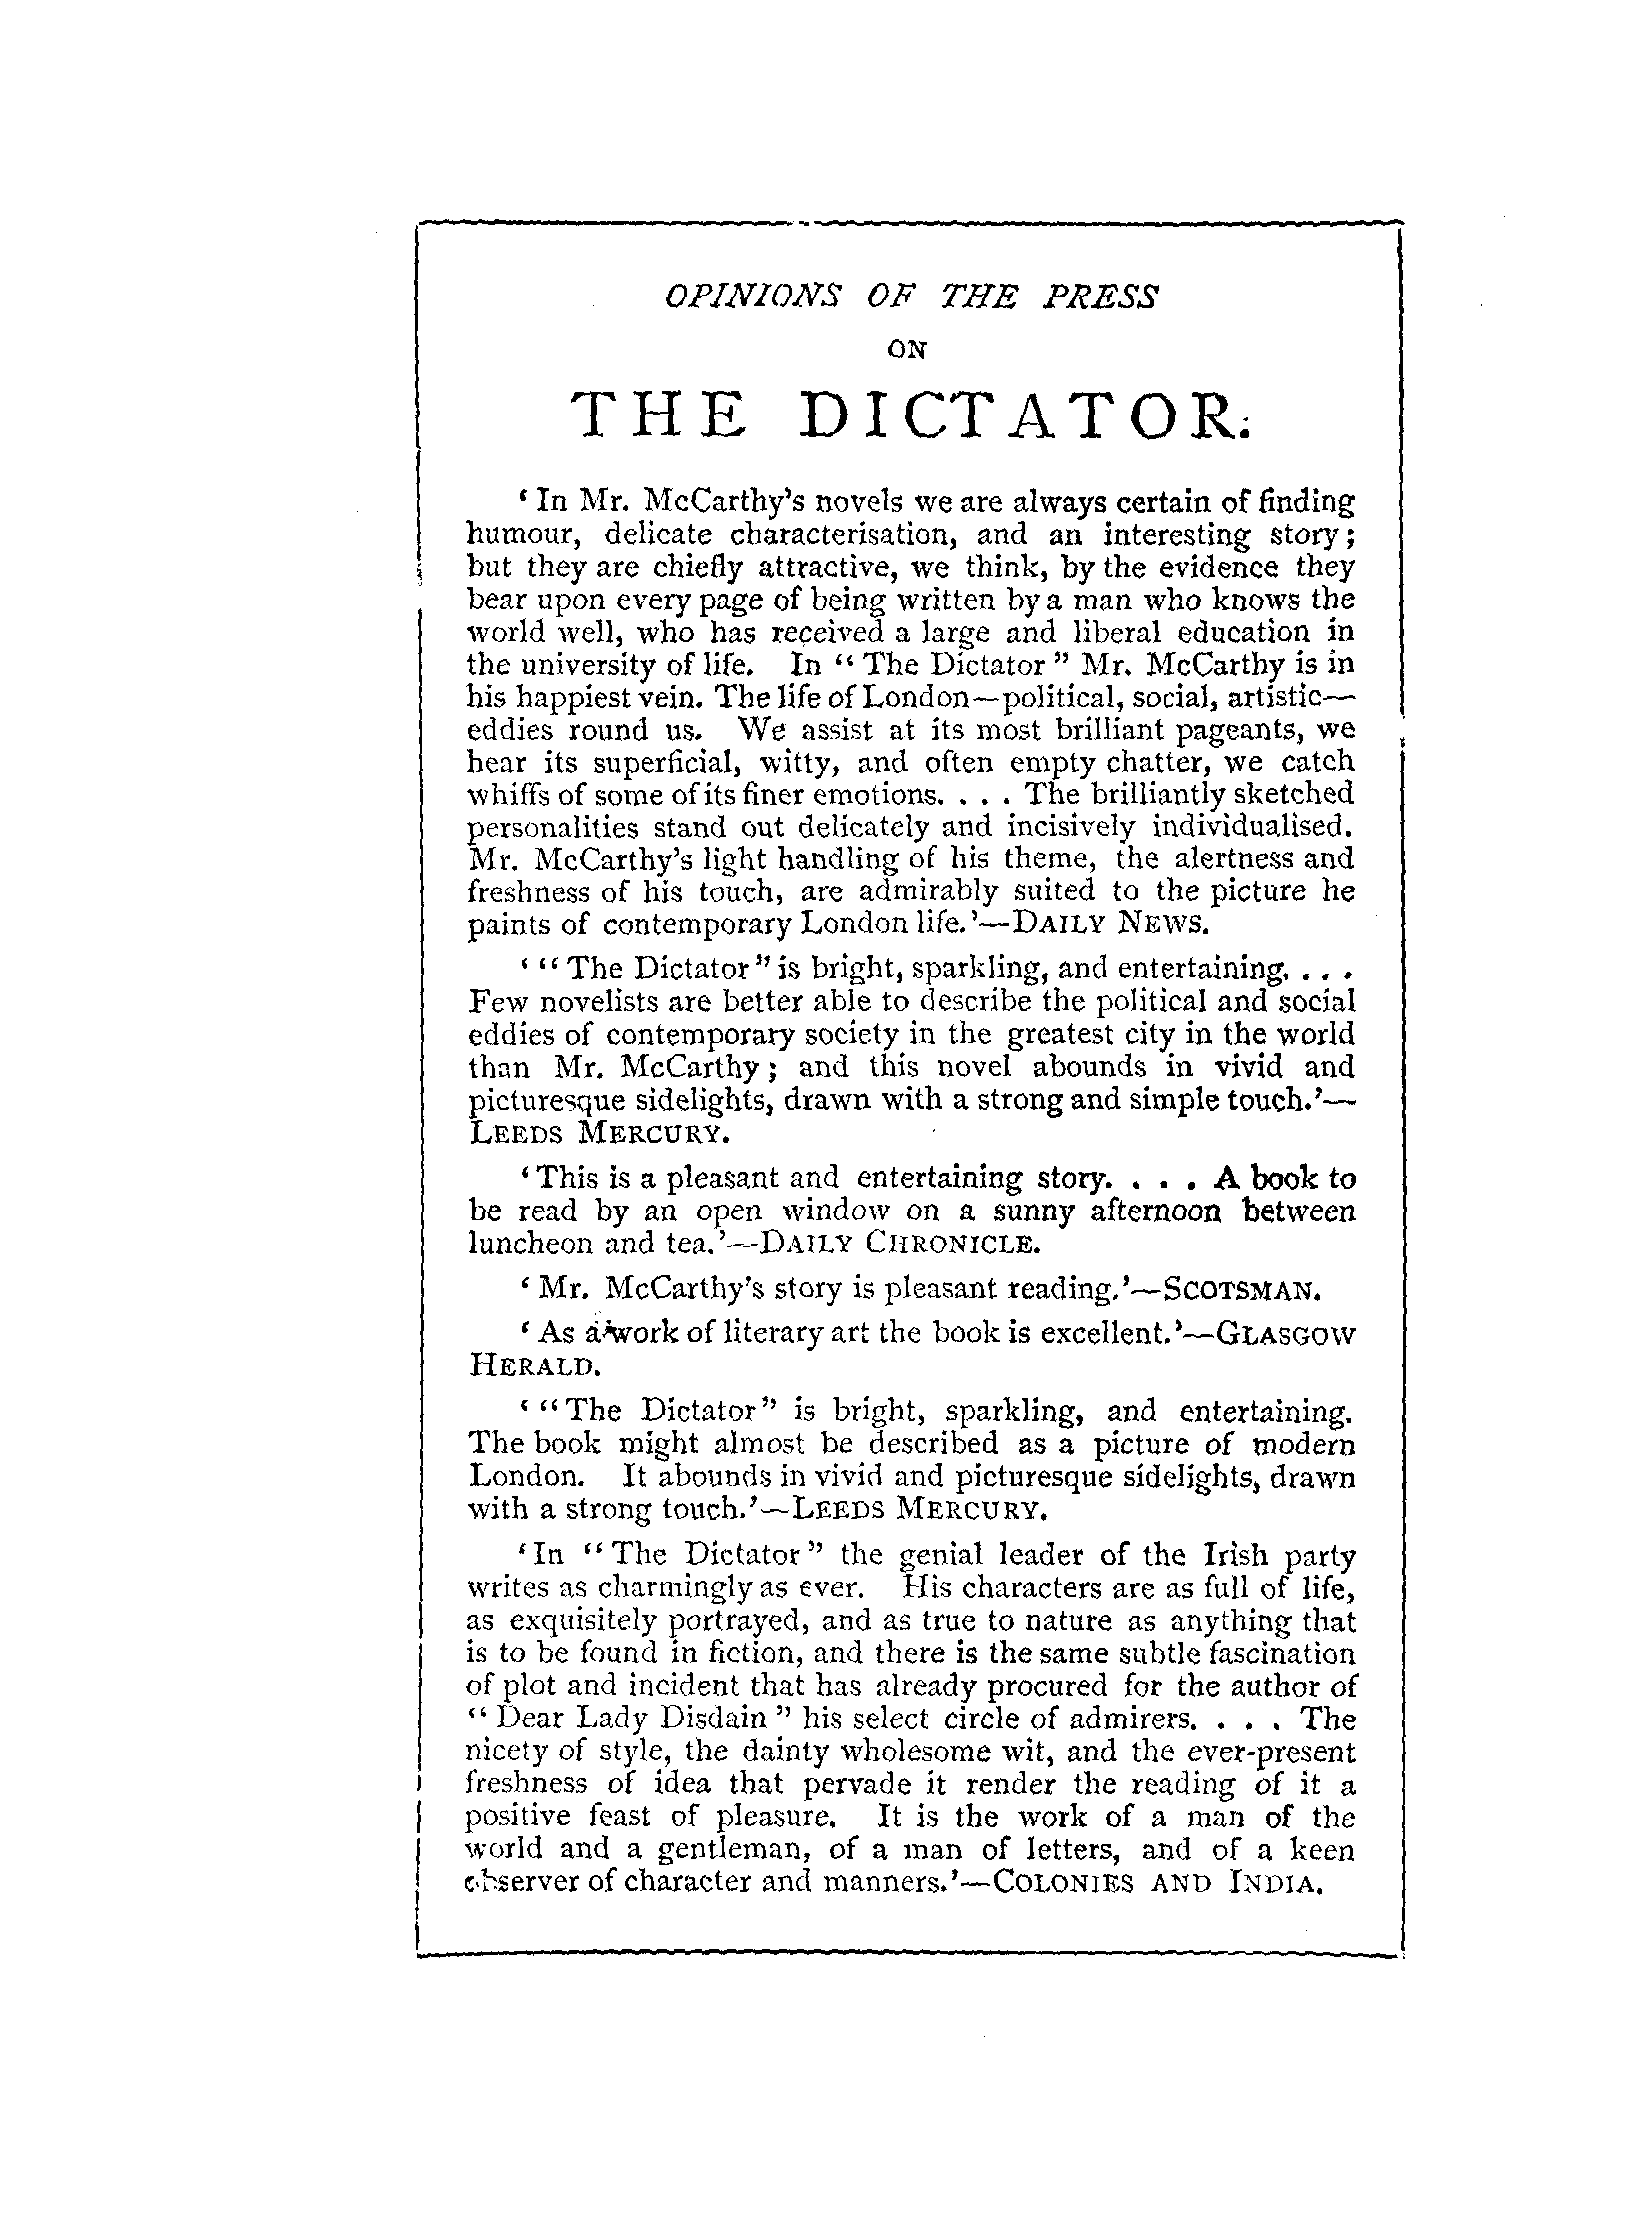 OPINIONS OF THE PRESS
ON
THE DICTATOR.
‘In Mr. McCarthy’s novels we are always certain of finding
humour, delicate characterisation, and an interesting story;
but they are chiefly attractive, we think, by the evidence they
bear upon every page of being written by a man who knows the
world well, who has received a large and liberal education in
the university of life. In “The Dictator” Mr. McCarthy is in
his happiest vein. The life of London—political, social, artistic—
eddies round us. We assist at its most brilliant pageants, we
hear its superficial, witty, and often empty chatter, we catch
whiffs of some of its finer emotions. . . . The brilliantly sketched
personalities stand out delicately and incisively individualised.
Mr. McCarthy’s light handling of his theme, the alertness and
freshness of his touch, are admirably suited to the picture he
paints of contemporary London life.’—DAILY NEWS.
‘“The Dictator” is bright, sparkling, and entertaining. . . .
Few novelists are better able to describe the political and social
eddies of contemporary society in the greatest city in the world
than Mr. McCarthy; and this novel abounds in vivid and
picturesque sidelights, drawn with a strong and simple touch.’—
LEEDS MERCURY.
‘This is a pleasant and entertaining story. . . . A book to
be read by an open window on a sunny afternoon between
luncheon and tea.’—DAILY CHRONICLE.
‘Mr. McCarthy’s story is pleasant reading.’—SCOTSMAN.
‘As a work of literary art the book is excellent.’—GLASGOW
HERALD.
‘“The Dictator” is bright, sparkling, and entertaining.
The book might almost be described as a picture of modern
London. It abounds in vivid and picturesque sidelights, drawn
with a strong touch.’—LEEDS MERCURY.
‘In “The Dictator” the genial leader of the Irish party
writes as charmingly as ever. His characters are as full of life,
as exquisitely portrayed, and as true to nature as anything that
is to be found in fiction, and there is the same subtle fascination
of plot and incident that has already procured for the author of
“Dear Lady Disdain” his select circle of admirers. . . . The
nicety of style, the dainty wholesome wit, and the ever-present
freshness of idea that pervade it render the reading of it a
positive feast of pleasure. It is the work of a man of the
world and a gentleman, of a man of letters, and of a keen
observer of character and manners.’—COLONIES AND INDIA.